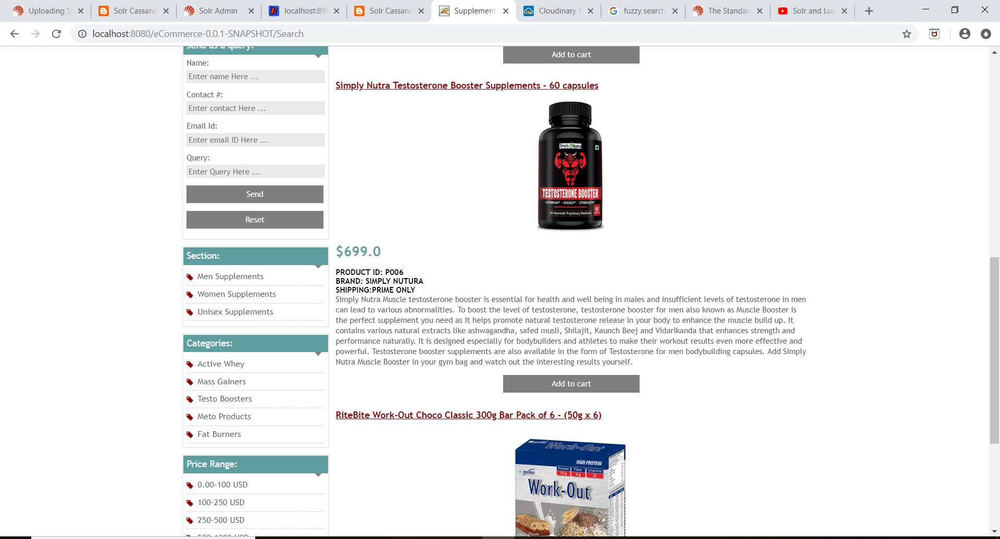 Uploading S
Solr Cassand
Solr Admin
localhost:898
Solr Cassand
Supplement
Cloudinary
fuzzy search
The Standar
Solr and Luc
localhost:8080/eCommerce-0.0.1-SNAPSHOT/Search
Send us a query:
Name:
Enter name Here ...
Contact #:
Enter contact Here ...
Email Id:
Enter email ID Here ...
Query:
Enter Query Here ...
Send
Reset
Section:
Men Supplements
Women Supplements
Unisex Supplements
Categories:
Active Whey
Mass Gainers
Testo Boosters
Meto Products
Fat Burners
Price Range:
0.00-100 USD
100-250 USD
250-500 USD
500-1000 USD
Add to cart
Simply Nutra Testosterone Booster Supplements - 60 capsules
Simply Nutra
TESTOSTERONE BOOSTER
STAMINA* • ENERGY* • STRENGTH*
60
An Ayurvedic Proprietary Medicine
$699.0
PRODUCT ID: P006
BRAND: SIMPLY NUTURA
SHIPPING:PRIME ONLY
Simply Nutra Muscle testosterone booster is essential for health and well being in males and insufficient levels of testosterone in men
can lead to various abnormalities. To boost the level of testosterone, testosterone booster for men also known as Muscle Booster is
the perfect supplement you need as it helps promote natural testosterone release in your body to enhance the muscle build up. It
contains various natural extracts like ashwagandha, safed musli, Shilajit, Kaunch Beej and Vidarikanda that enhances strength and
performance naturally. It is designed especially for bodybuilders and athletes to make their workout results even more effective and
powerful. Testosterone booster supplements are also available in the form of Testosterone for men bodybuilding capsules. Add Simply
Nutra Muscle Booster in your gym bag and watch out the interesting results yourself.
Add to cart
RiteBite Work-Out Choco Classic 300g Bar Pack of 6 - (50g x 6)
Work-Out
HIGH PROTEIN
Protein Fiber Vitamins
10 g 4 g 21
RiteBite
Work-Out
Choco Classic